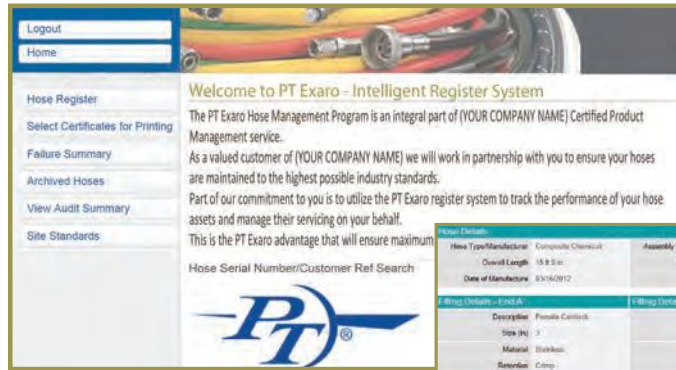 Logout
Home
Hose Register
Select Certificates for Printing
Failure Summary
Archived Hoses
View Audit Summary
Site Standards
Welcome to PT Exaro - Intelligent Register System
The PT Exaro Hose Management Program is an integral part of (YOUR COMPANY NAME) Certified Product
Management service.
As a valued customer of (YOUR COMPANY NAME) we will work in partnership with you to ensure your hoses
are maintained to the highest possible industry standards.
Part of our commitment to you is to utilize the PT Exaro register system to track the performance of your hose
assets and manage their servicing on your behalf.
This is the PT Exaro advantage that will ensure maximum
Hose Serial Number/Customer Ref Search
PT®
Hose Details
Hose Type/Manufacturer Composite Chemical Assembly
Overall Length 15 ft 0 in
Date of Manufacture 03/16/2012
Fitting Details - End A Fitting Deta
Description Female Camlock
Size (in) 3
Material Stainless
Retention Crimp